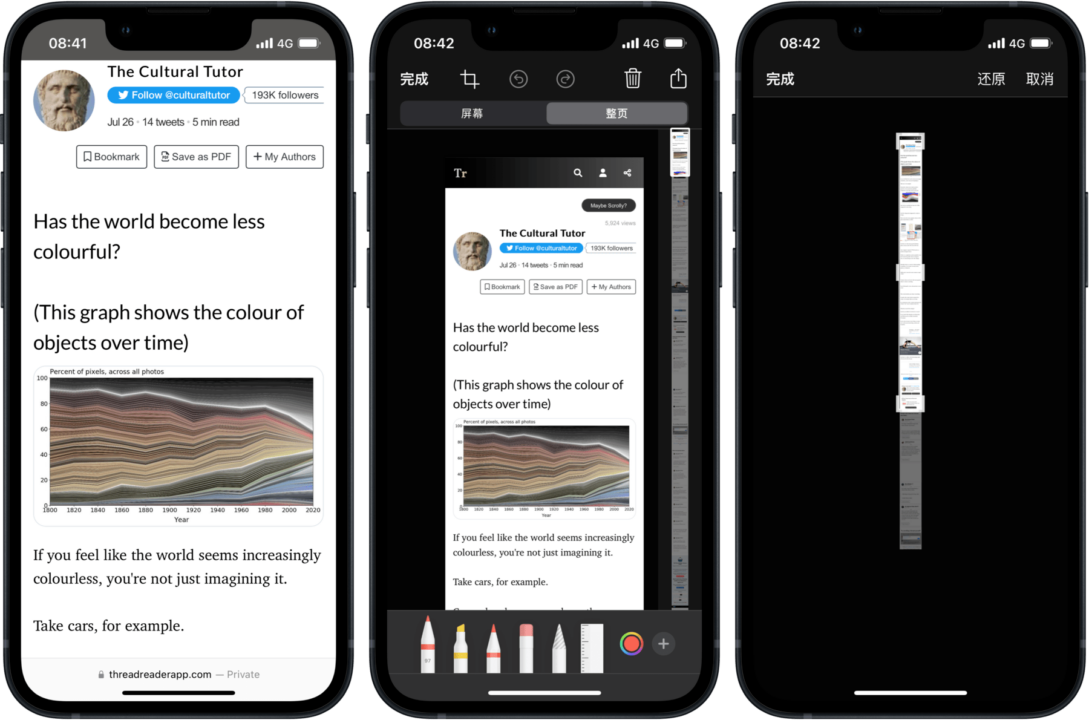 08:41
4G
The Cultural Tutor
Follow @culturaltutor
193K followers
Jul 26 · 14 tweets · 5 min read
Bookmark
Save as PDF
+ My Authors
Has the world become less
colourful?
(This graph shows the colour of
objects over time)
Percent of pixels, across all photos
100
80
60
40
20
0
1800 1820 1840 1860 1880 1900 1920 1940 1960 1980 2000 2020
Year
If you feel like the world seems increasingly
colourless, you're not just imagining it.
Take cars, for example.
threadreaderapp.com — Private
08:42
4G
完成
屏幕
整页
Tr
Maybe Scrolly?
5,924 views
The Cultural Tutor
Follow @culturaltutor
193K followers
Jul 26 · 14 tweets · 5 min read
Bookmark
Save as PDF
+ My Authors
Has the world become less
colourful?
(This graph shows the colour of
objects over time)
Percent of pixels, across all photos
100
80
60
40
20
0
1800 1820 1840 1860 1880 1900 1920 1940 1960 1980 2000 2020
Year
If you feel like the world seems increasingly
colourless, you're not just imagining it.
Take cars, for example.
97
08:42
4G
完成
还原
取消